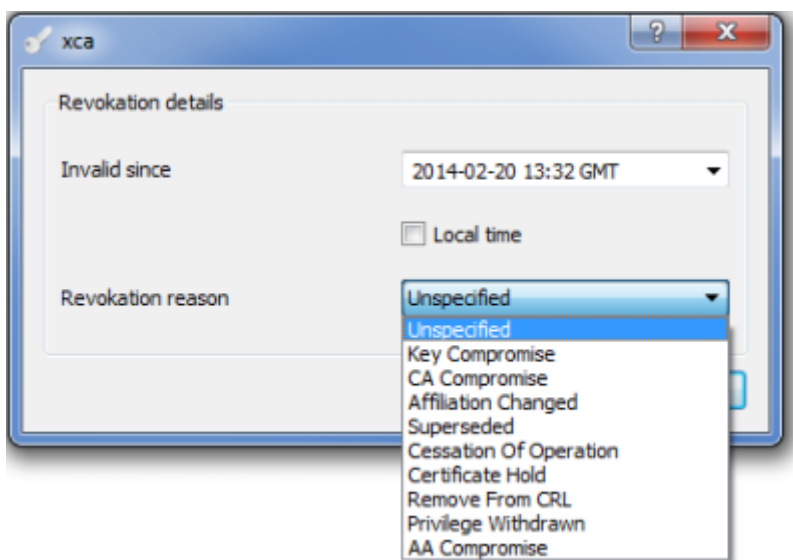 xca
?
Revokation details
Invalid since 2014-02-20 13:32 GMT
Local time
Revokation reason Unspecified
Unspecified
Key Compromise
CA Compromise
Affiliation Changed
Superseded
Cessation Of Operation
Certificate Hold
Remove From CRL
Privilege Withdrawn
AA Compromise